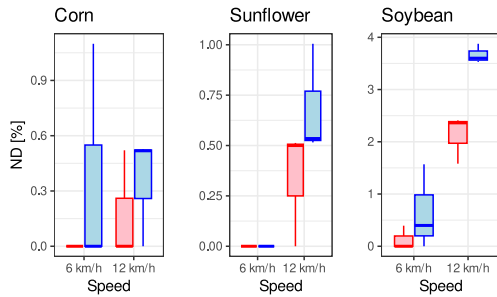 Corn
Sunflower
Soybean
ND [%]
0.9
0.6
0.3
0.0
6 km/h
12 km/h
Speed
1.00
0.75
0.50
0.25
0.00
6 km/h
12 km/h
Speed
4
3
2
1
0
6 km/h
12 km/h
Speed